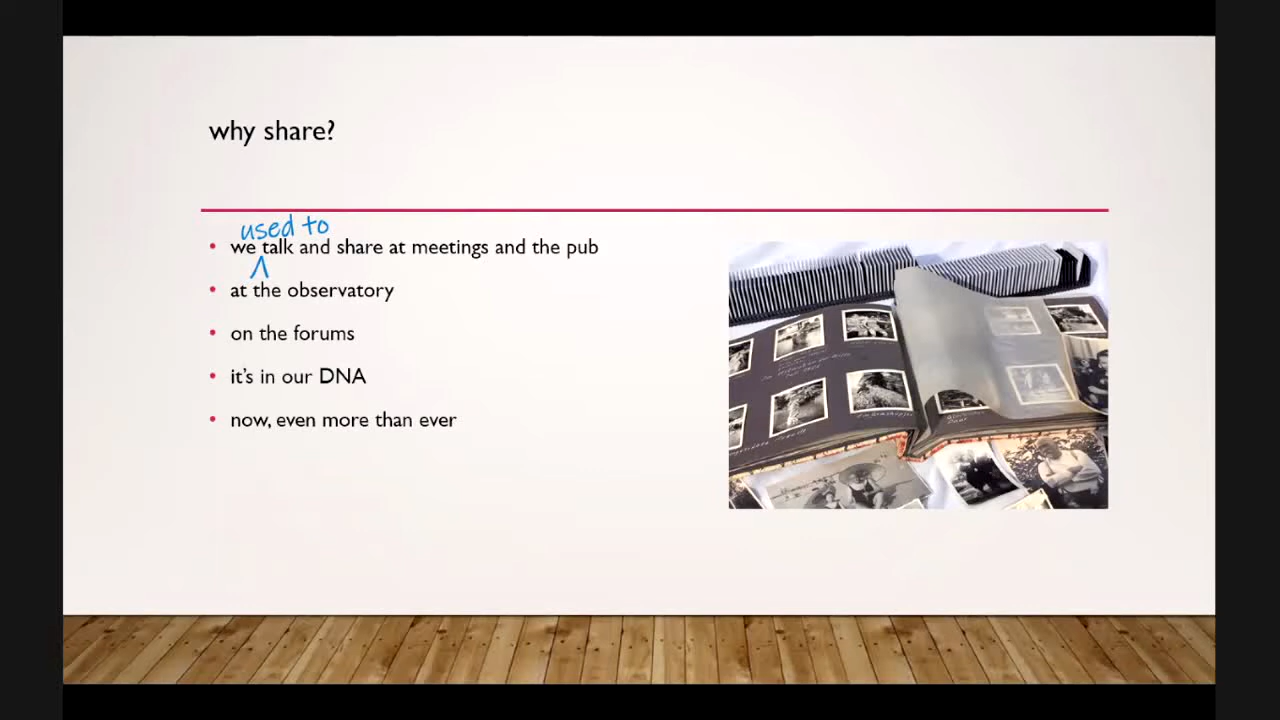 why share?
used to
• we talk and share at meetings and the pub
• at the observatory
• on the forums
• it's in our DNA
• now, even more than ever